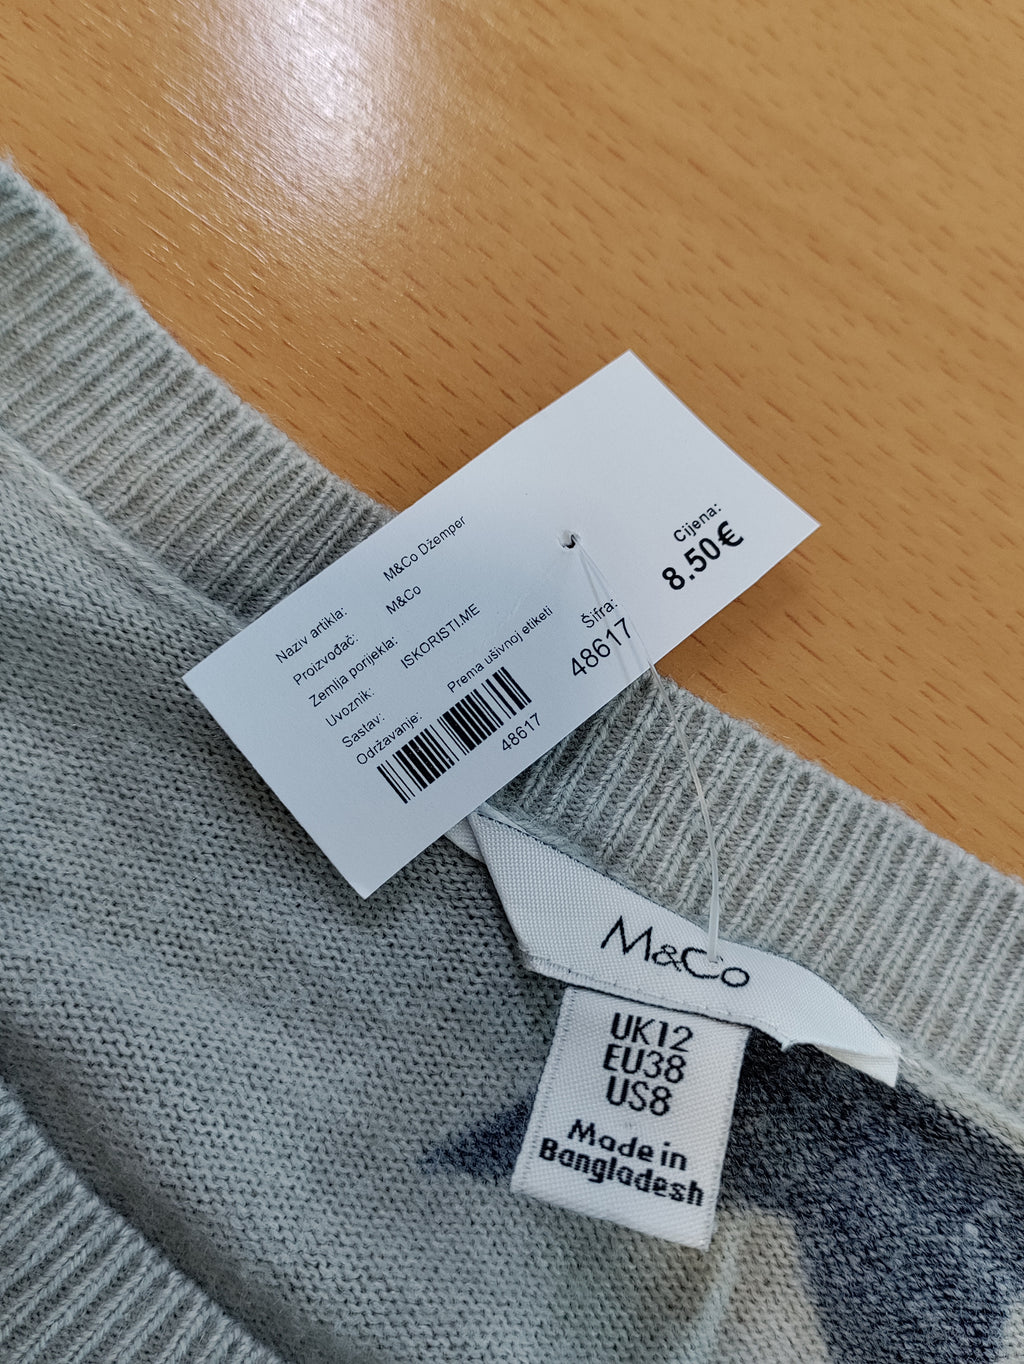 Naziv artikla: M&Co Džemper
Proizvođač: M&Co
Zemlja porijekla:
Uvoznik: ISKORISTI.ME
Sastav:
Održavanje: Prema ušivnoj etiketi
48617
Šifra:
48617
Cijena:
8.50€
M&Co
UK12
EU38
US8
Made in
Bangladesh